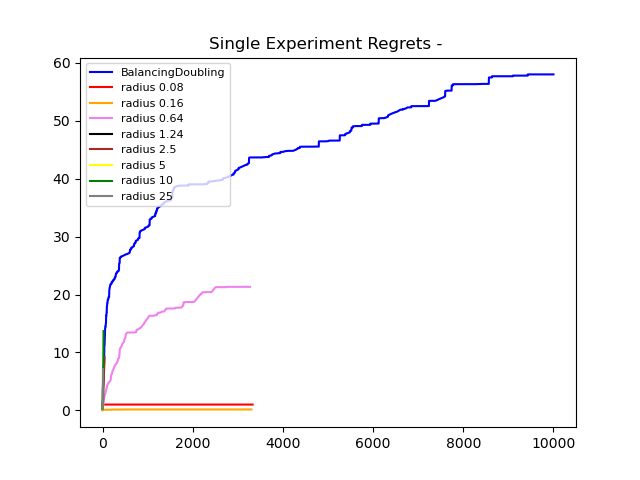 Single Experiment Regrets -
60
50
40
30
20
10
0
BalancingDoubling
radius 0.08
radius 0.16
radius 0.64
radius 1.24
radius 2.5
radius 5
radius 10
radius 25
0 2000 4000 6000 8000 10000